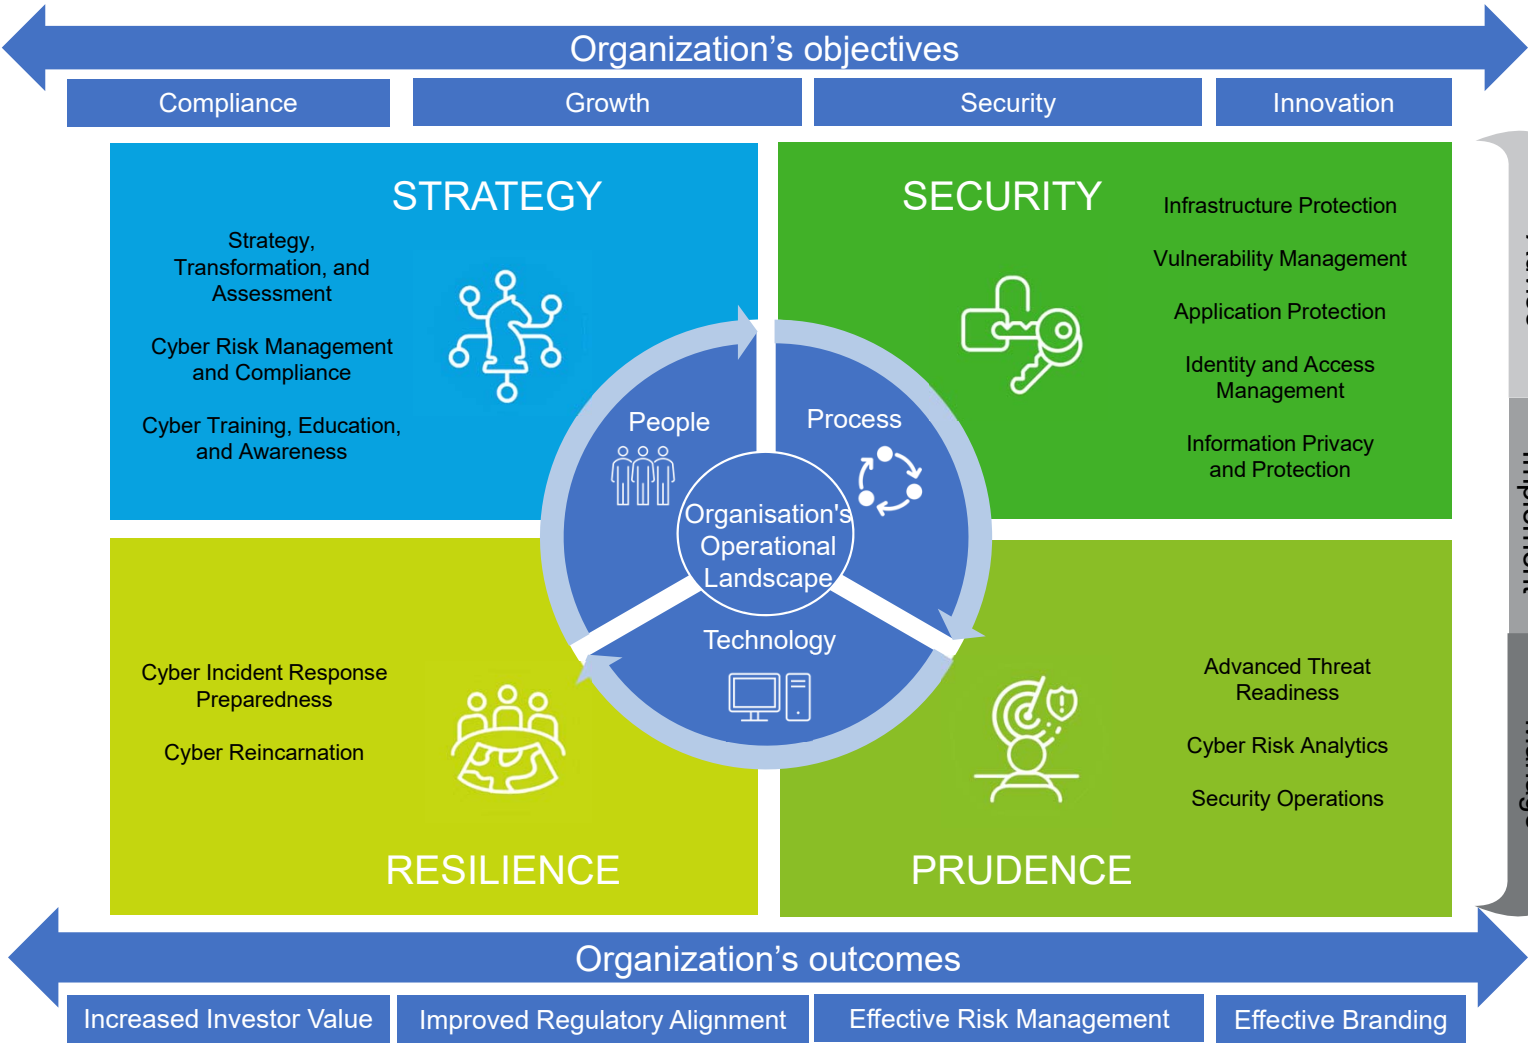 Organization’s objectives
Compliance
Growth
Security
Innovation
STRATEGY
Strategy,
Transformation, and
Assessment
Cyber Risk Management
and Compliance
Cyber Training, Education,
and Awareness
SECURITY
Infrastructure Protection
Vulnerability Management
Application Protection
Identity and Access
Management
Information Privacy
and Protection
People
Process
Organisation's
Operational
Landscape
Technology
Cyber Incident Response
Preparedness
Cyber Reincarnation
RESILIENCE
Advanced Threat
Readiness
Cyber Risk Analytics
Security Operations
PRUDENCE
Implement
Organization’s outcomes
Increased Investor Value
Improved Regulatory Alignment
Effective Risk Management
Effective Branding